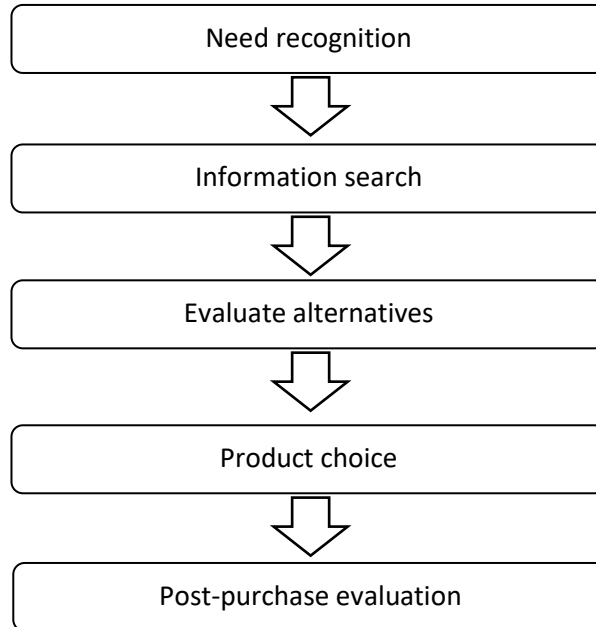 Need recognition
Information search
Evaluate alternatives
Product choice
Post-purchase evaluation